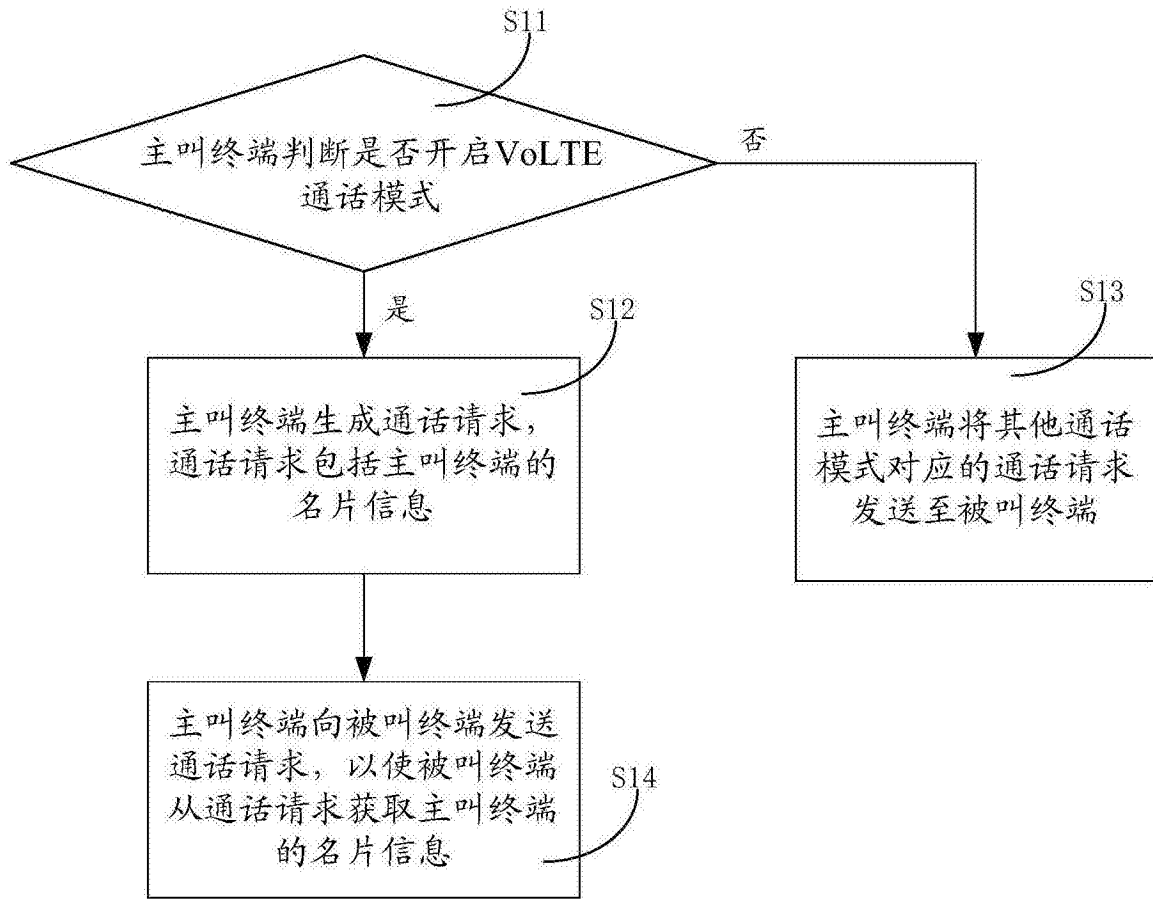 S11
主叫终端判断是否开启VoLTE
通话模式
否
是
S12
S13
主叫终端生成通话请求，
通话请求包括主叫终端的
名片信息
主叫终端将其他通话
模式对应的通话请求
发送至被叫终端
主叫终端向被叫终端发送
通话请求，以使被叫终端
从通话请求获取主叫终端
的名片信息
S14